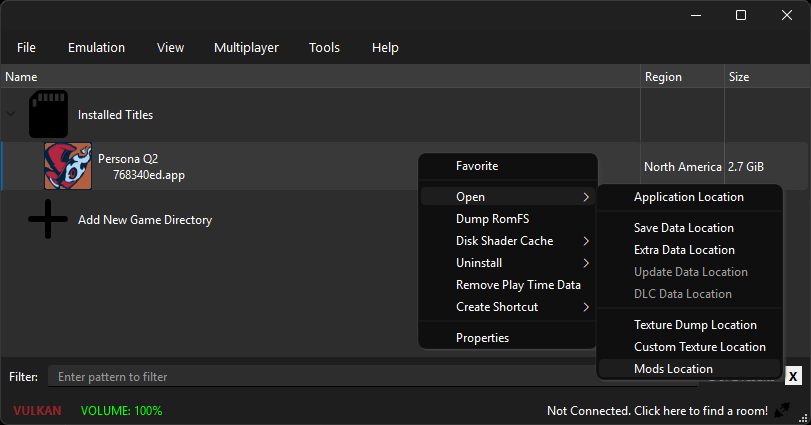 File Emulation View Multiplayer Tools Help
Name Region Size
Installed Titles
Persona Q2
768340ed.app
North America 2.7 GiB
Add New Game Directory
Favorite
Open
Dump RomFS
Disk Shader Cache
Uninstall
Remove Play Time Data
Create Shortcut
Properties
Application Location
Save Data Location
Extra Data Location
Update Data Location
DLC Data Location
Texture Dump Location
Custom Texture Location
Mods Location
Filter: Enter pattern to filter X
VULKAN VOLUME: 100% Not Connected. Click here to find a room!